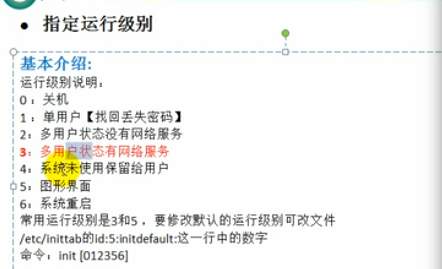 ● 指定运行级别
基本介绍:
运行级别说明:
0：关机
1：单用户【找回丢失密码】
2：多用户状态没有网络服务
3：多用户状态有网络服务
4：系统未使用保留给用户
5：图形界面
6：系统重启
常用运行级别是3和5，要修改默认的运行级别可改文件
/etc/inittab的id:5:initdefault:这一行中的数字
命令：init [012356]